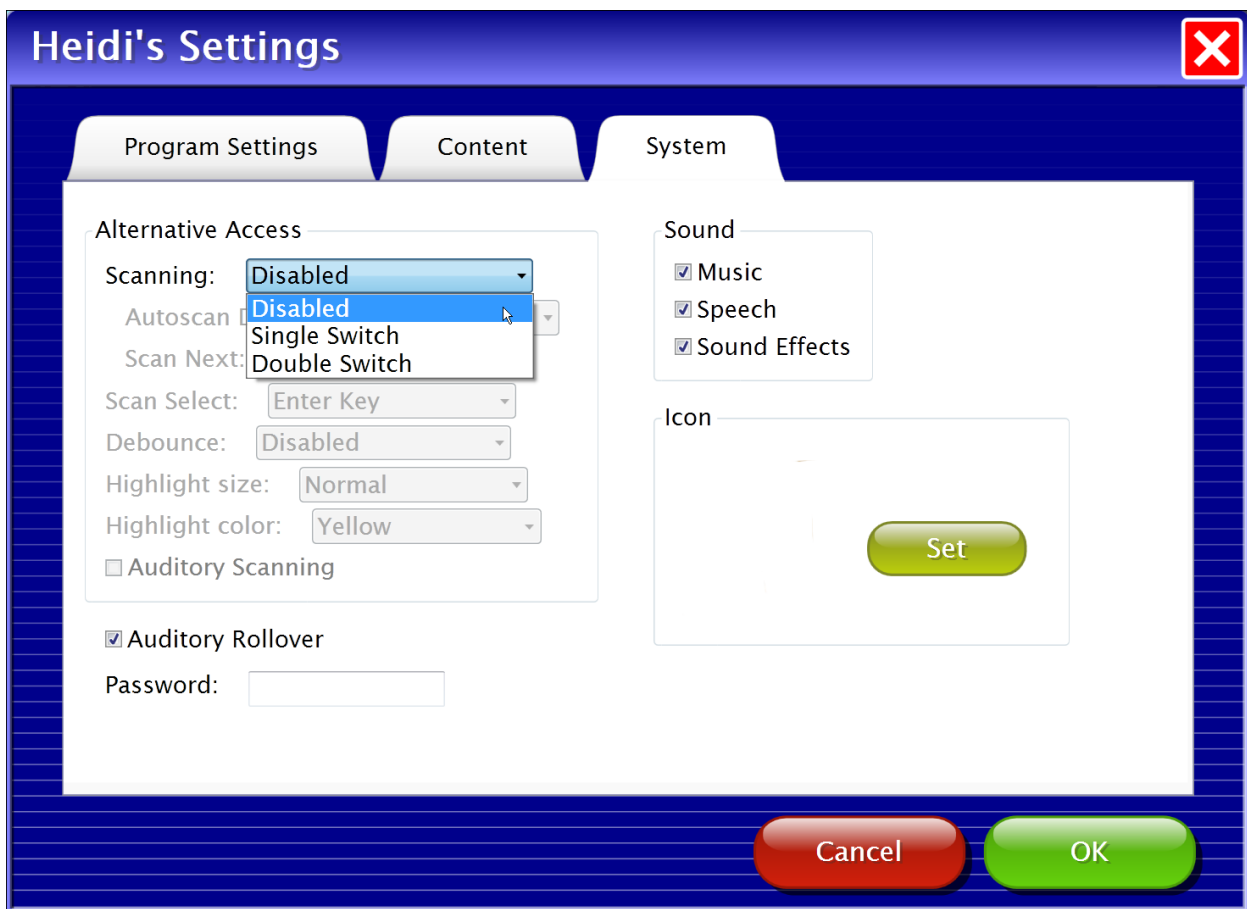 Heidi's Settings
Program Settings
Content
System
Alternative Access
Scanning: Disabled
Disabled
Single Switch
Double Switch
Autoscan
Scan Next:
Scan Select: Enter Key
Debounce: Disabled
Highlight size: Normal
Highlight color: Yellow
Auditory Scanning
Auditory Rollover
Password:
Sound
Music
Speech
Sound Effects
Icon
Set
Cancel
OK